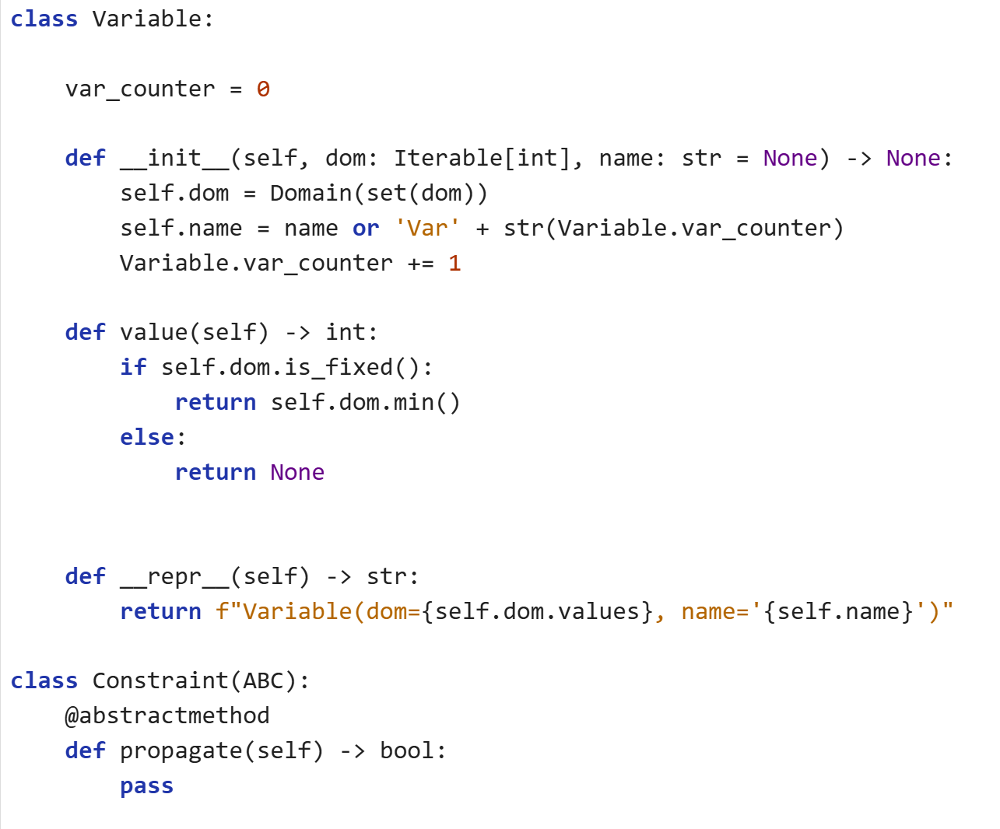 class Variable:

    var_counter = 0

    def __init__(self, dom: Iterable[int], name: str = None) -> None:
        self.dom = Domain(set(dom))
        self.name = name or 'Var' + str(Variable.var_counter)
        Variable.var_counter += 1

    def value(self) -> int:
        if self.dom.is_fixed():
            return self.dom.min()
        else:
            return None


    def __repr__(self) -> str:
        return f"Variable(dom={self.dom.values}, name='{self.name}')"

class Constraint(ABC):
    @abstractmethod
    def propagate(self) -> bool:
        pass